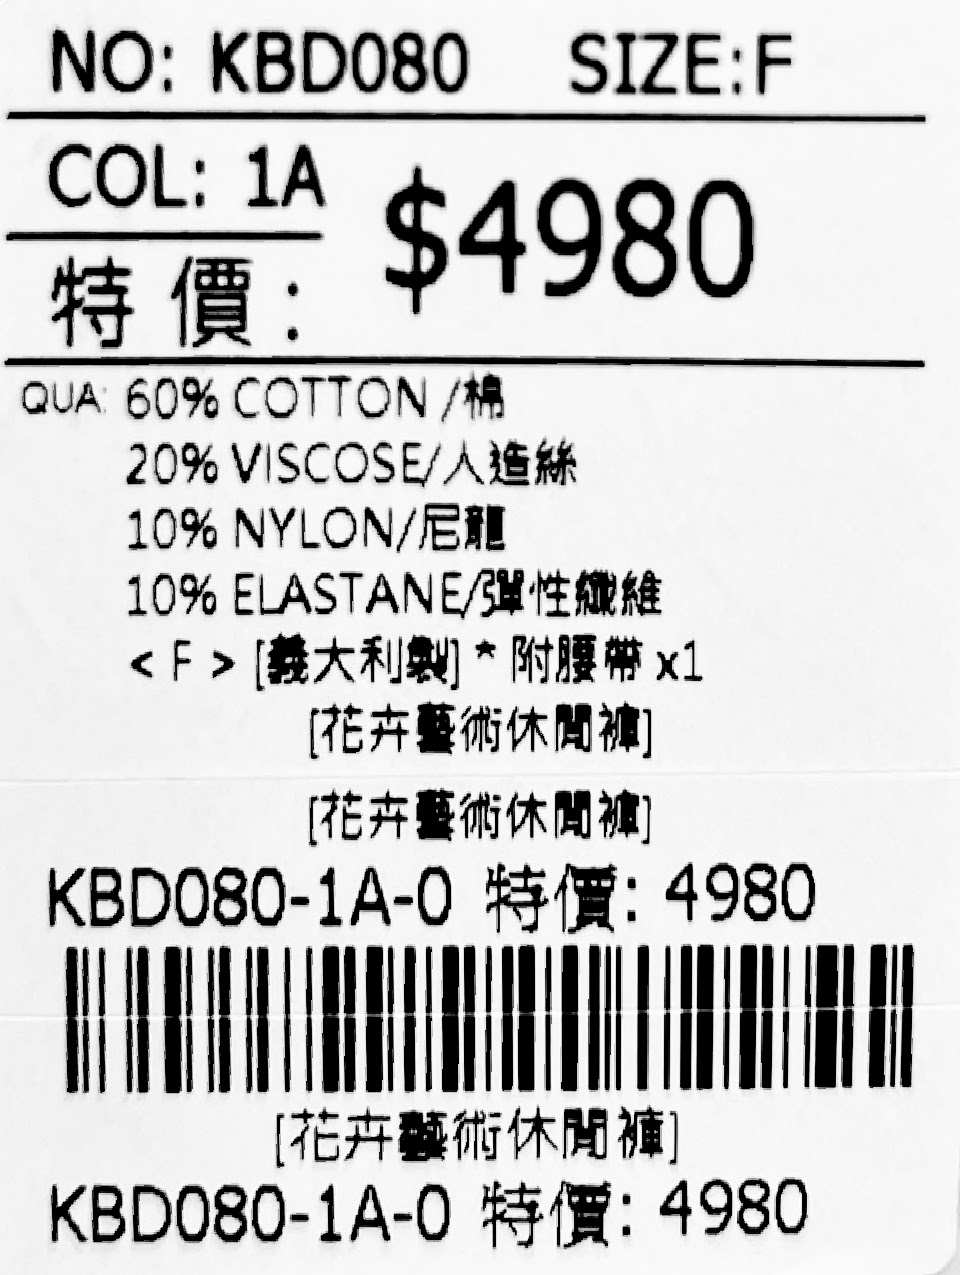 NO: KBD080 SIZE:F
COL: 1A
$4980
特價:
QUA: 60% COTTON /棉
20% VISCOSE/人造絲
10% NYLON/尼龍
10% ELASTANE/彈性纖維
< F > [義大利製] * 附腰帶 x1
[花卉藝術休閒褲]
[花卉藝術休閒褲]
KBD080-1A-0 特價: 4980
[花卉藝術休閒褲]
KBD080-1A-0 特價: 4980